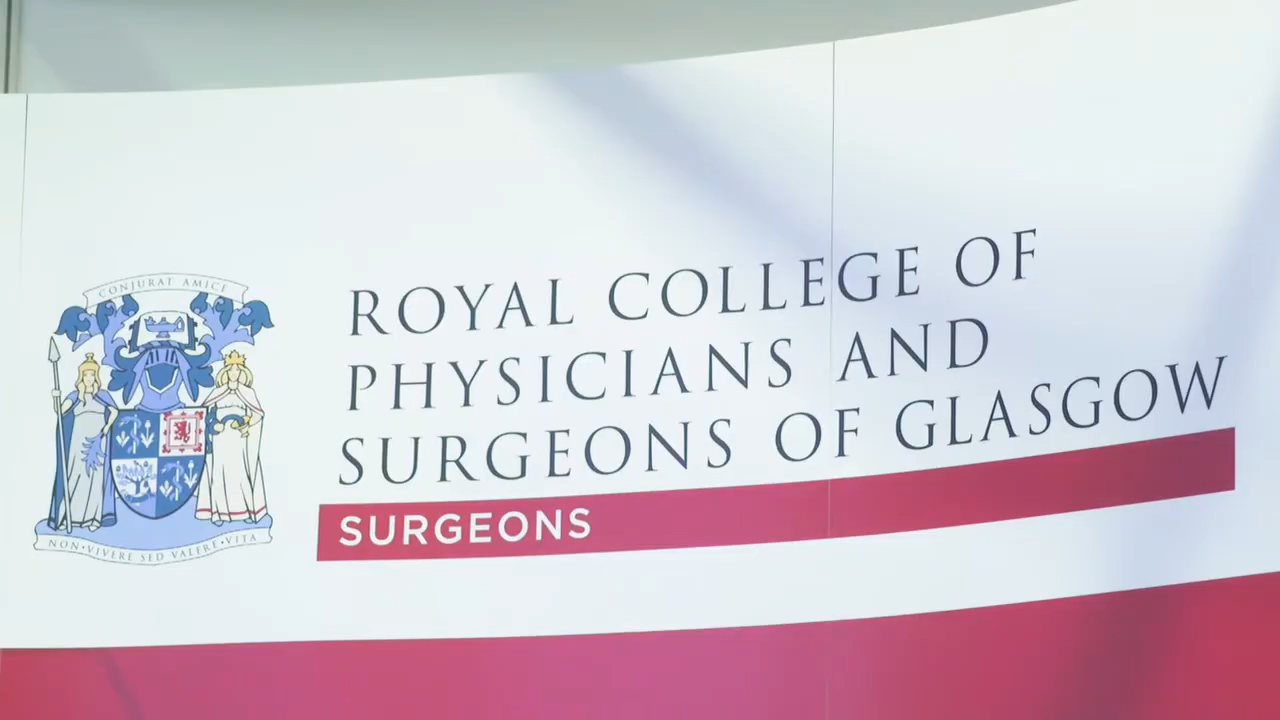 CONJURAT AMICE
NON·VIVERE SED VALERE·VITA
ROYAL COLLEGE OF
PHYSICIANS AND
SURGEONS OF GLASGOW
SURGEONS